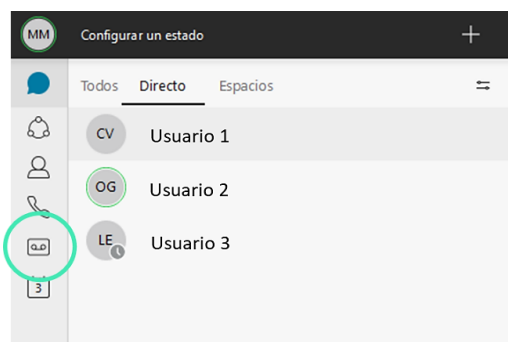 MM Configurar un estado
Todos Directo Espacios
CV Usuario 1
OG Usuario 2
LE Usuario 3
3